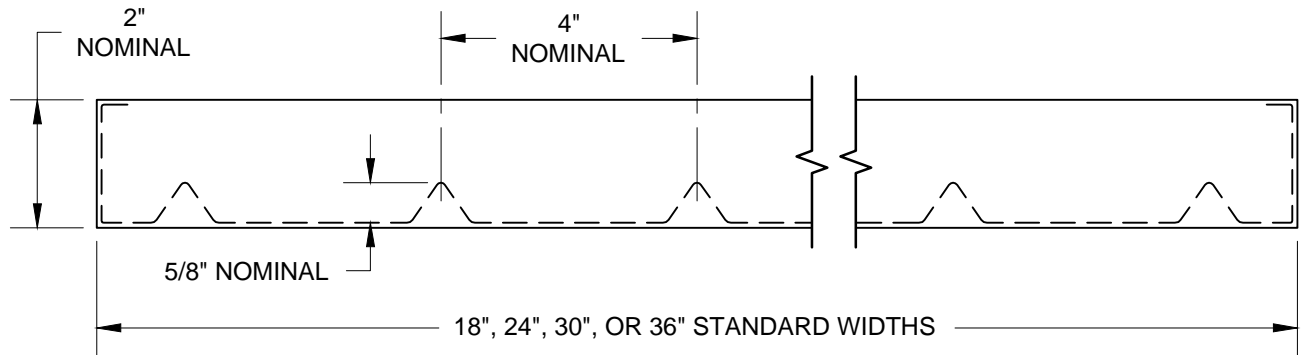 2"
NOMINAL
4"
NOMINAL
5/8" NOMINAL
18", 24", 30", OR 36" STANDARD WIDTHS